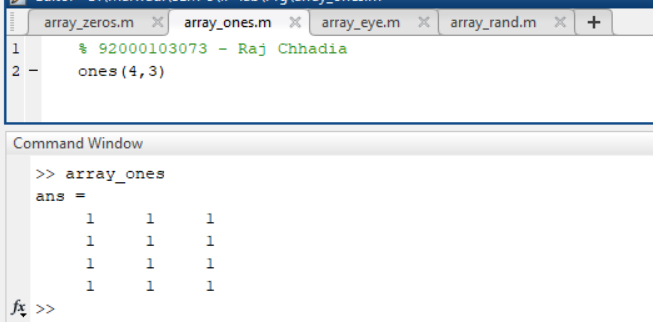 array_zeros.m × array_ones.m × array_eye.m × array_rand.m × +
1 % 92000103073 - Raj Chhadia
2 - ones(4,3)
Command Window
>> array_ones
ans =
1 1 1
1 1 1
1 1 1
1 1 1
fx >>